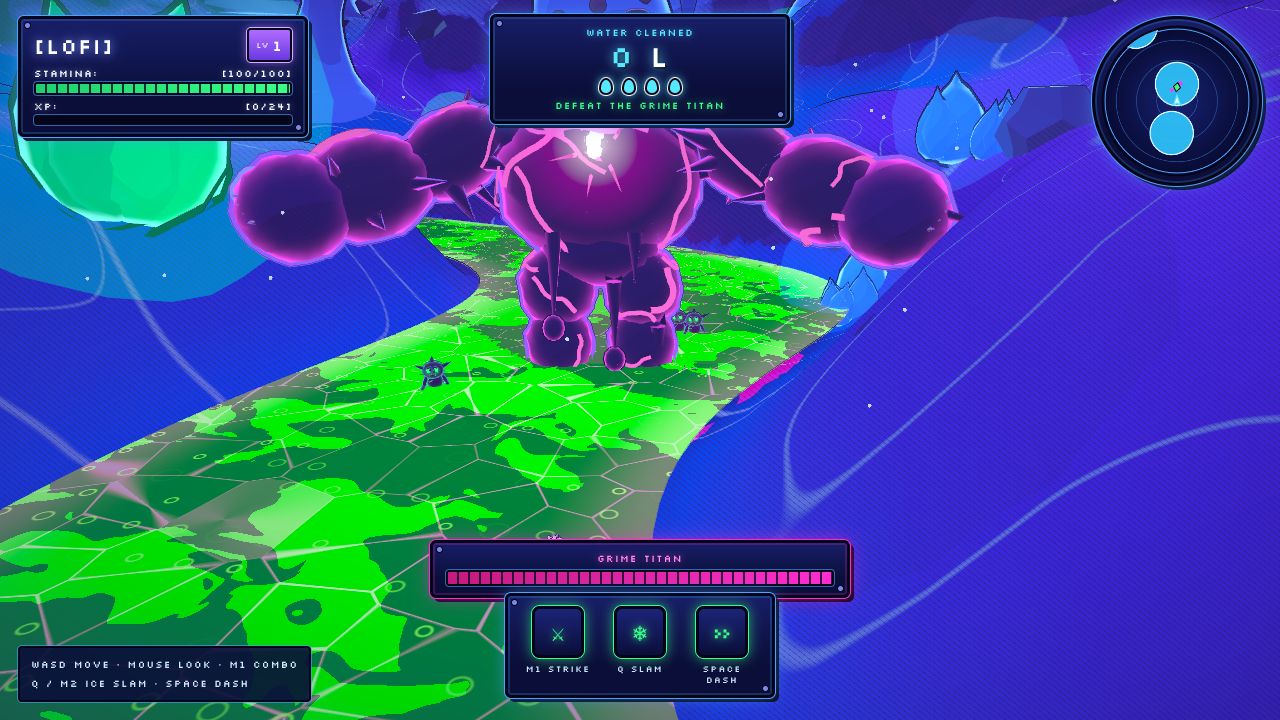 [LOFI]
LV 1
STAMINA: [100/100]
XP: [0/24]
WATER CLEANED
0 L
DEFEAT THE GRIME TITAN
GRIME TITAN
M1 STRIKE
Q SLAM
SPACE
DASH
WASD MOVE · MOUSE LOOK · M1 COMBO
Q / M2 ICE SLAM · SPACE DASH